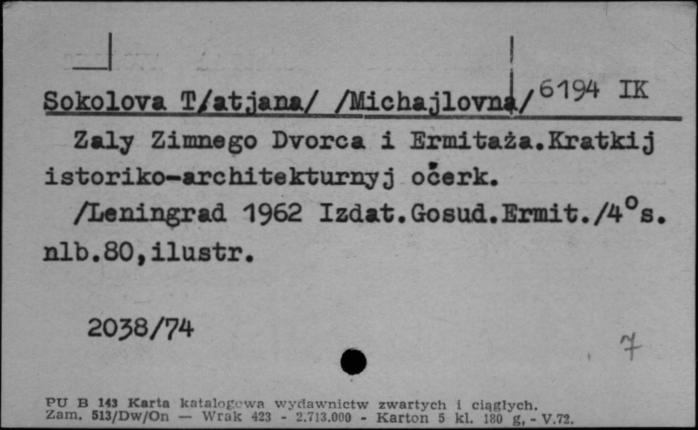 Sokolova T/atjana/ /Michajlovna/ 6194 IK
Zaly Zimnego Dvorca i Ermitaža.Kratkij
istoriko-architekturnyj očerk.
/Leningrad 1962 Izdat.Gosud.Ermit./4°s.
nlb.80,ilustr.
2038/74
7
PU B 143 Karta katalogowa wydawnictw zwartych i ciągłych.
Zam. 513/Dw/On — Wrak 423 - 2.713.000 - Karton 5 kl. 180 g, - V.72.